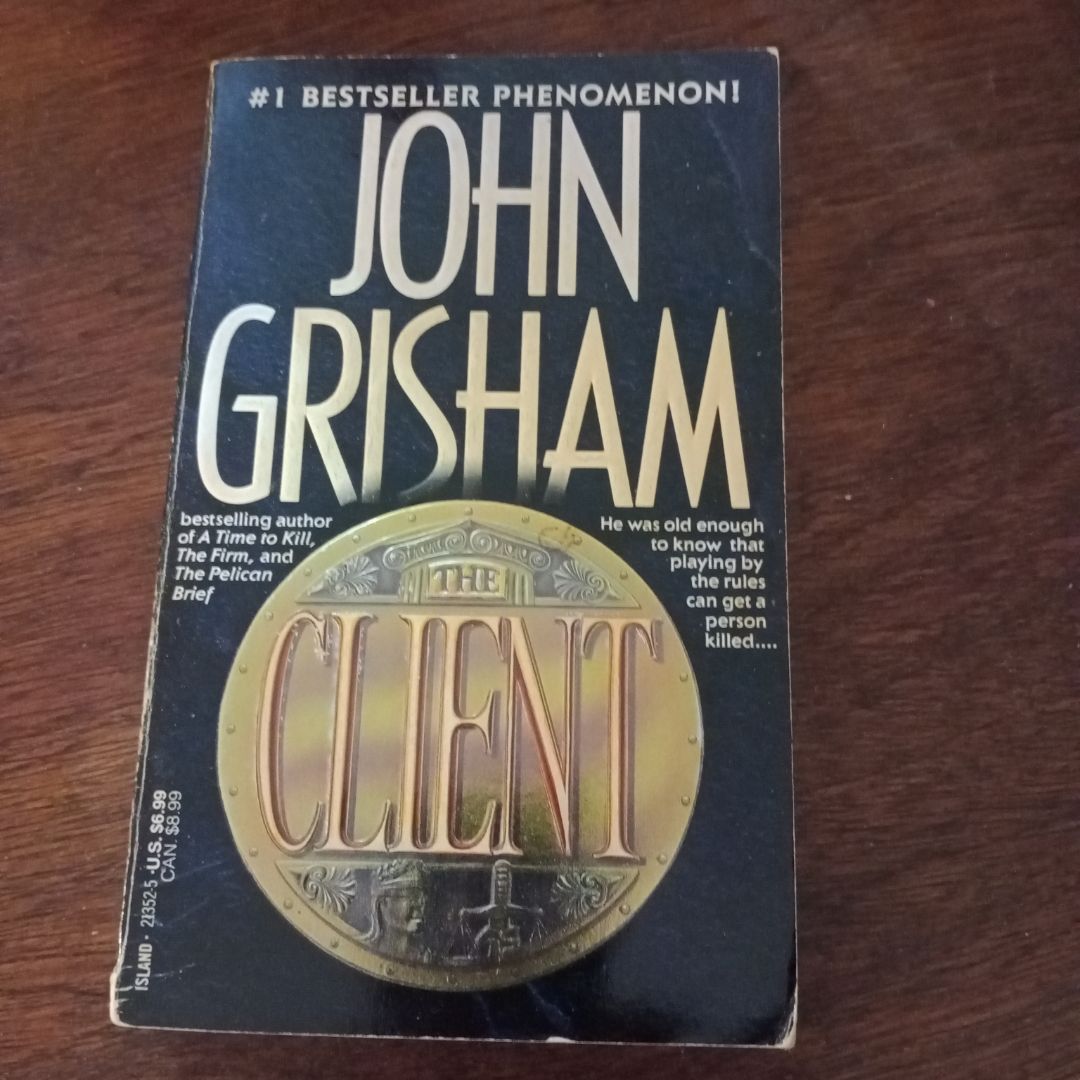 #1 BESTSELLER PHENOMENON!
JOHN
GRISHAM
bestselling author
of A Time to Kill,
The Firm, and
The Pelican
Brief
He was old enough
to know that
playing by
the rules
can get a
person
killed....
THE
CLIENT
ISLAND · 21352-5 · U.S. $6.99
CAN. $8.99